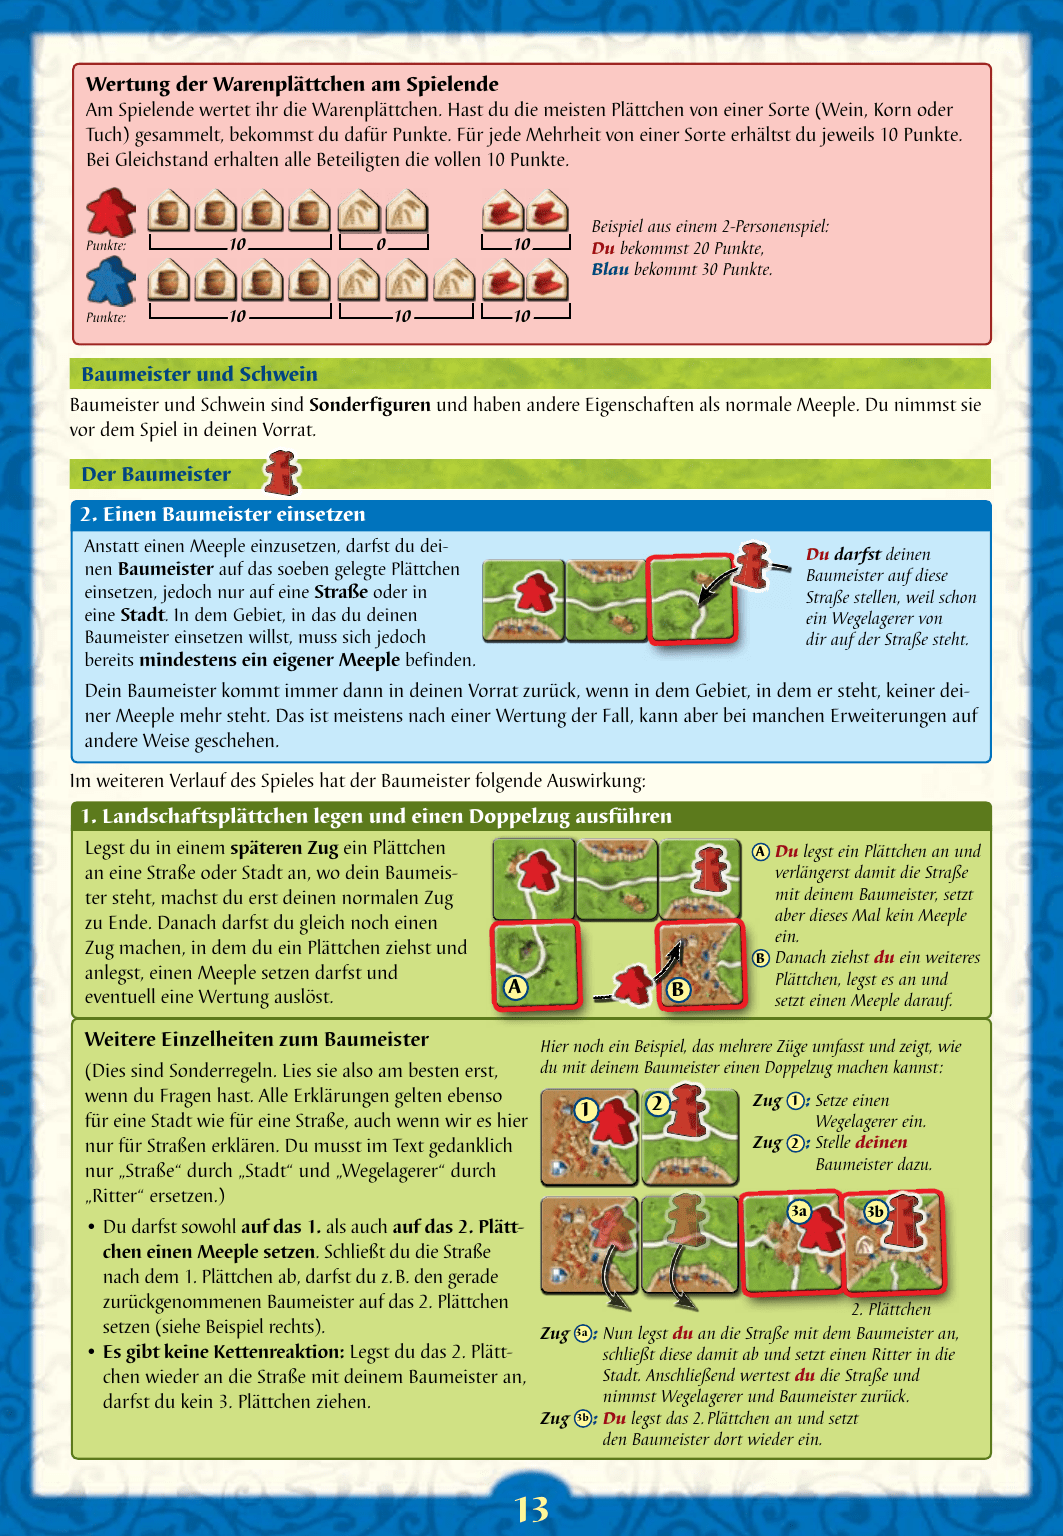 Wertung der Warenplättchen am Spielende
Am Spielende wertet ihr die Warenplättchen. Hast du die meisten Plättchen von einer Sorte (Wein, Korn oder
Tuch) gesammelt, bekommst du dafür Punkte. Für jede Mehrheit von einer Sorte erhältst du jeweils 10 Punkte.
Bei Gleichstand erhalten alle Beteiligten die vollen 10 Punkte.
Punkte:
10
0
10
Punkte:
10
10
10
Beispiel aus einem 2-Personenspiel:
Du bekommst 20 Punkte,
Blau bekommt 30 Punkte.
Baumeister und Schwein
Baumeister und Schwein sind Sonderfiguren und haben andere Eigenschaften als normale Meeple. Du nimmst sie
vor dem Spiel in deinen Vorrat.
Der Baumeister
2. Einen Baumeister einsetzen
Anstatt einen Meeple einzusetzen, darfst du dei-
nen Baumeister auf das soeben gelegte Plättchen
einsetzen, jedoch nur auf eine Straße oder in
eine Stadt. In dem Gebiet, in das du deinen
Baumeister einsetzen willst, muss sich jedoch
bereits mindestens ein eigener Meeple befinden.
Du darfst deinen
Baumeister auf diese
Straße stellen, weil schon
ein Wegelagerer von
dir auf der Straße steht.
Dein Baumeister kommt immer dann in deinen Vorrat zurück, wenn in dem Gebiet, in dem er steht, keiner dei-
ner Meeple mehr steht. Das ist meistens nach einer Wertung der Fall, kann aber bei manchen Erweiterungen auf
andere Weise geschehen.
Im weiteren Verlauf des Spieles hat der Baumeister folgende Auswirkung:
1. Landschaftsplättchen legen und einen Doppelzug ausführen
Legst du in einem späteren Zug ein Plättchen
an eine Straße oder Stadt an, wo dein Baumeis-
ter steht, machst du erst deinen normalen Zug
zu Ende. Danach darfst du gleich noch einen
Zug machen, in dem du ein Plättchen ziehst und
anlegst, einen Meeple setzen darfst und
eventuell eine Wertung auslöst.
A
B
A Du legst ein Plättchen an und
verlängerst damit die Straße
mit deinem Baumeister, setzt
aber dieses Mal kein Meeple
ein.
B Danach ziehst du ein weiteres
Plättchen, legst es an und
setzt einen Meeple darauf.
Weitere Einzelheiten zum Baumeister
(Dies sind Sonderregeln. Lies sie also am besten erst,
wenn du Fragen hast. Alle Erklärungen gelten ebenso
für eine Stadt wie für eine Straße, auch wenn wir es hier
nur für Straßen erklären. Du musst im Text gedanklich
nur „Straße“ durch „Stadt“ und „Wegelagerer“ durch
„Ritter“ ersetzen.)
• Du darfst sowohl auf das 1. als auch auf das 2. Plätt-
chen einen Meeple setzen. Schließt du die Straße
nach dem 1. Plättchen ab, darfst du z. B. den gerade
zurückgenommenen Baumeister auf das 2. Plättchen
setzen (siehe Beispiel rechts).
• Es gibt keine Kettenreaktion: Legst du das 2. Plätt-
chen wieder an die Straße mit deinem Baumeister an,
darfst du kein 3. Plättchen ziehen.
Hier noch ein Beispiel, das mehrere Züge umfasst und zeigt, wie
du mit deinem Baumeister einen Doppelzug machen kannst:
1
2
Zug 1: Setze einen
Wegelagerer ein.
Zug 2: Stelle deinen
Baumeister dazu.
3a
3b
2. Plättchen
Zug 3a: Nun legst du an die Straße mit dem Baumeister an,
schließt diese damit ab und setzt einen Ritter in die
Stadt. Anschließend wertest du die Straße und
nimmst Wegelagerer und Baumeister zurück.
Zug 3b: Du legst das 2. Plättchen an und setzt
den Baumeister dort wieder ein.
13